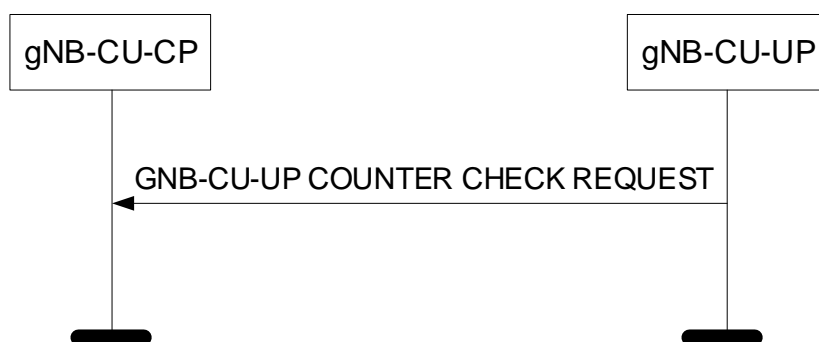 gNB-CU-CP
gNB-CU-UP
GNB-CU-UP COUNTER CHECK REQUEST